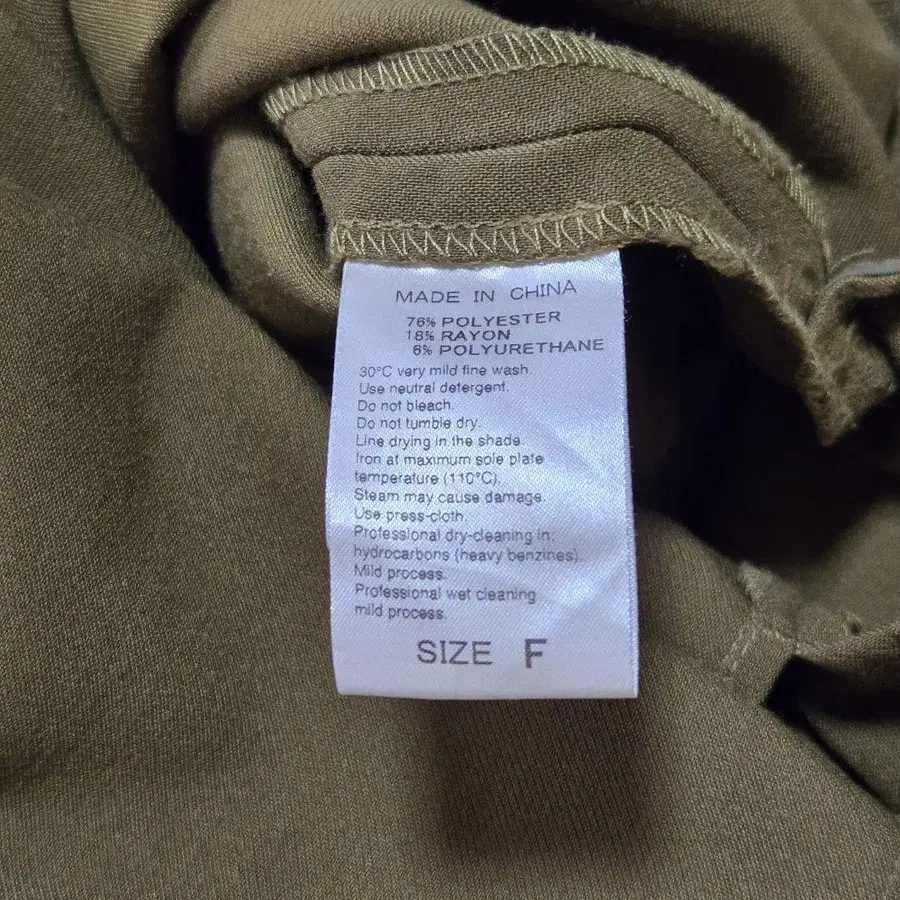 MADE IN CHINA
76% POLYESTER
18% RAYON
6% POLYURETHANE
30°C very mild fine wash.
Use neutral detergent.
Do not bleach.
Do not tumble dry.
Line drying in the shade.
Iron at maximum sole plate
temperature (110°C).
Steam may cause damage.
Use press-cloth.
Professional dry-cleaning in:
hydrocarbons (heavy benzines).
Mild process.
Professional wet cleaning
mild process.
SIZE F